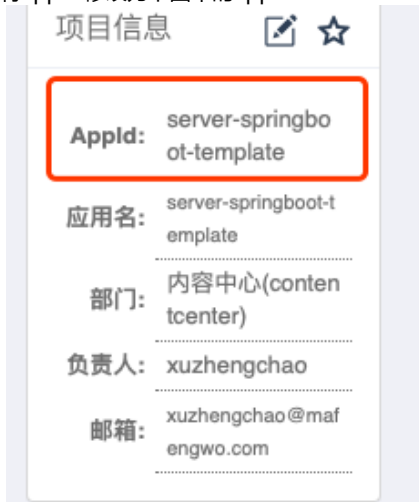 项目信息
AppId: server-springbo
ot-template
应用名: server-springboot-t
emplate
部门: 内容中心(conten
tcenter)
负责人: xuzhengchao
邮箱: xuzhengchao@maf
engwo.com